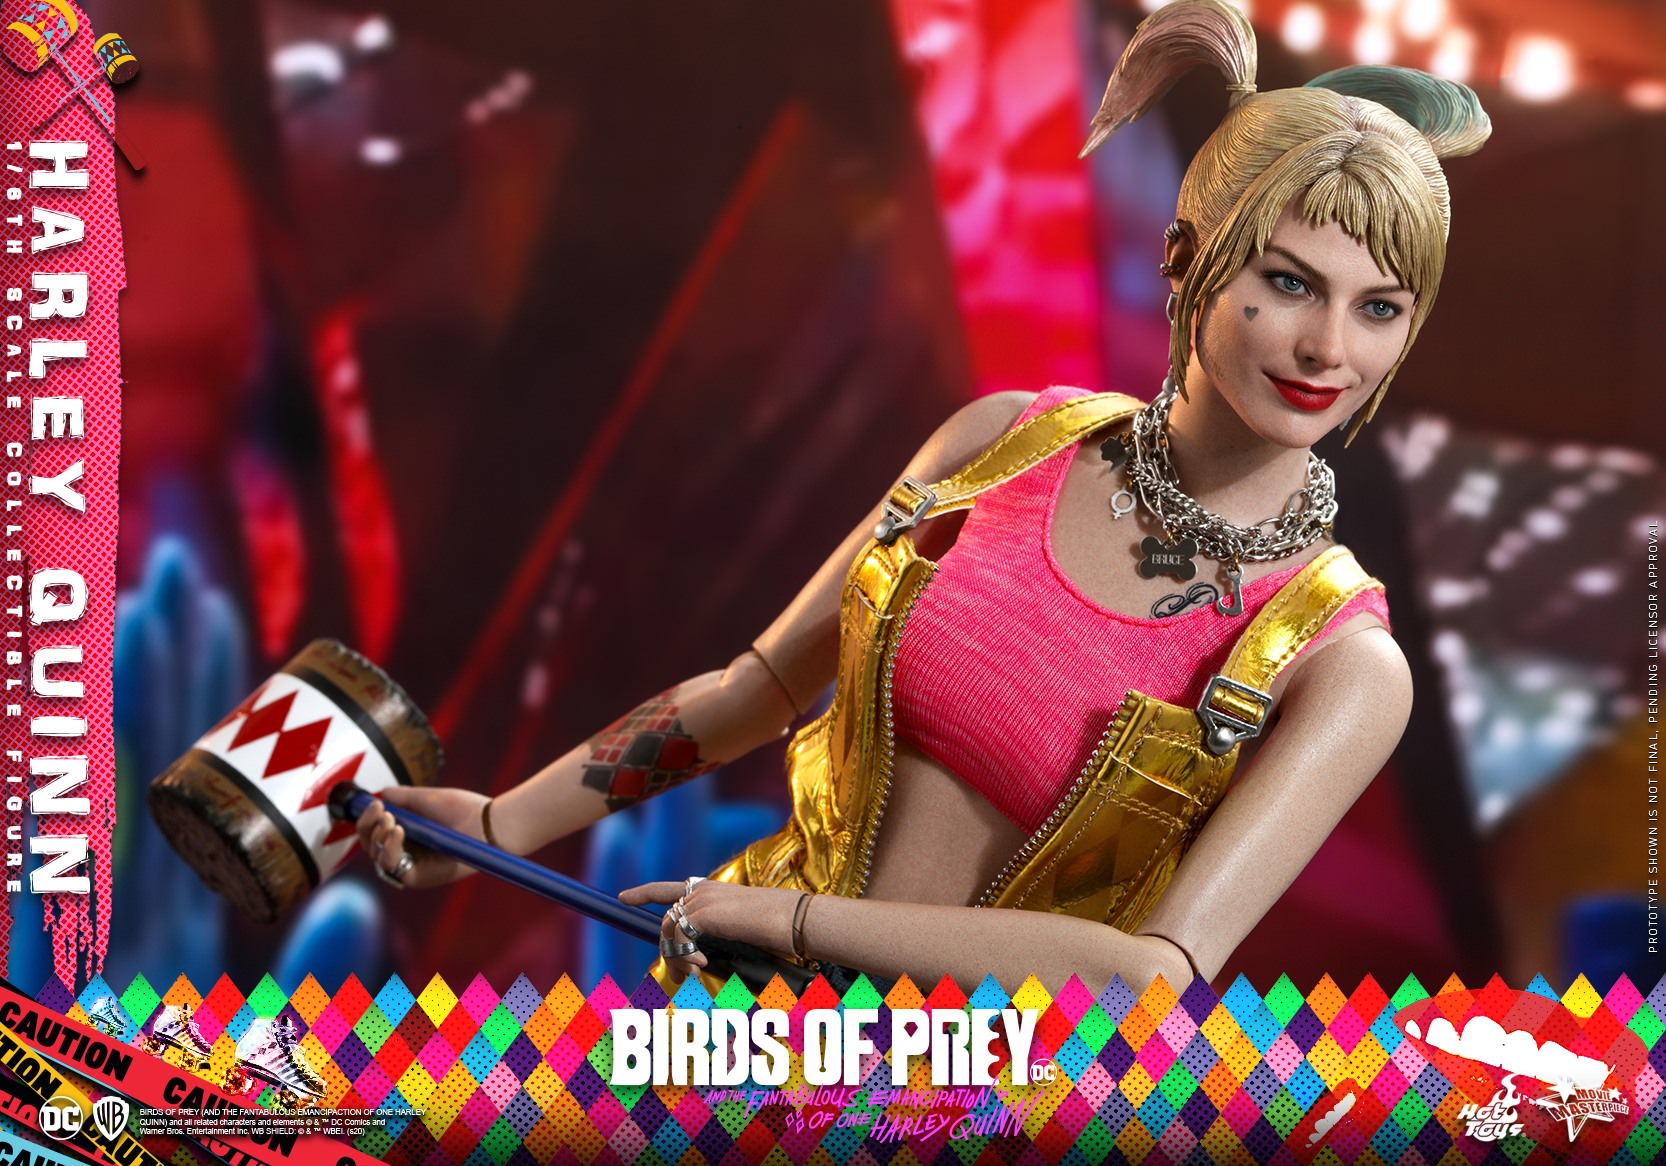 HARLEY QUINN
1/6TH SCALE COLLECTIBLE FIGURE
BRUCE
PROTOTYPE SHOWN IS NOT FINAL, PENDING LICENSOR APPROVAL
BIRDS OF PREY
DC
AND THE FANTABULOUS EMANCIPATION
OF ONE HARLEY QUINN
CAUTION
CAUTION
DC WB
BIRDS OF PREY (AND THE FANTABULOUS EMANCIPACTION OF ONE HARLEY
QUINN) and all related characters and elements © & ™ DC Comics and
Warner Bros. Entertainment Inc. WB SHIELD: © & ™ WBEI. (s20)
Hot
Toys
MOVIE
MASTERPIECE